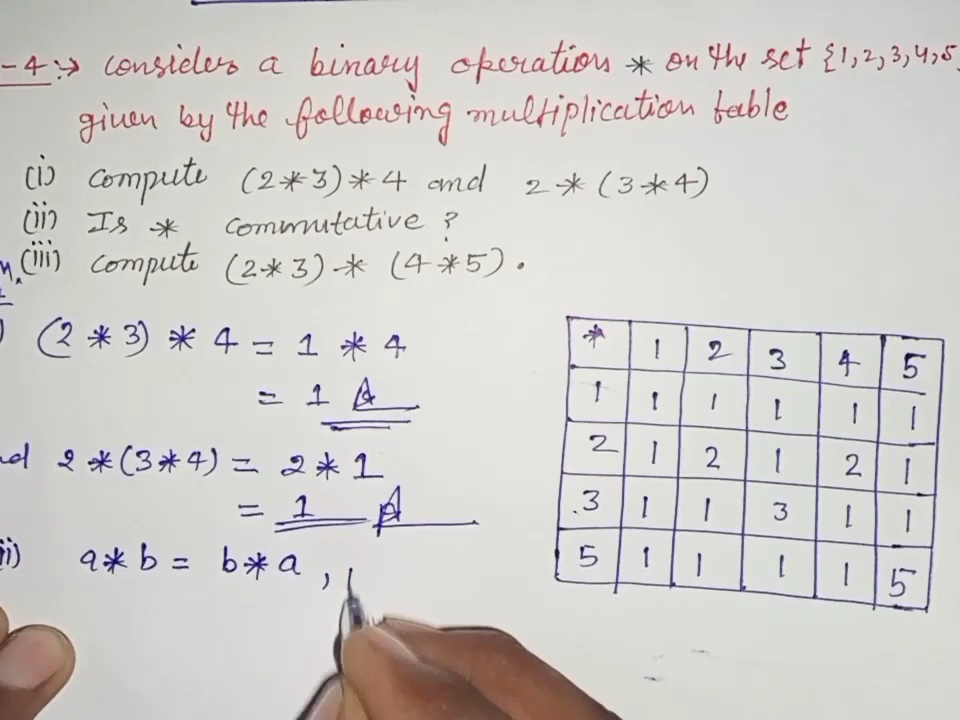 -4:→ Consider a binary operation * on the set {1,2,3,4,5
given by the following multiplication table
(i) compute (2*3)*4 and 2*(3*4)
(ii) Is * commutative?
(iii) compute (2*3)*(4*5).
(2*3)*4 = 1*4
= 1
2*(3*4) = 2*1
= 1
ii) a*b = b*a,
* 1 2 3 4 5
1 1 1 1 1 1
2 1 2 1 2 1
3 1 1 3 1 1
5 1 1 1 1 5